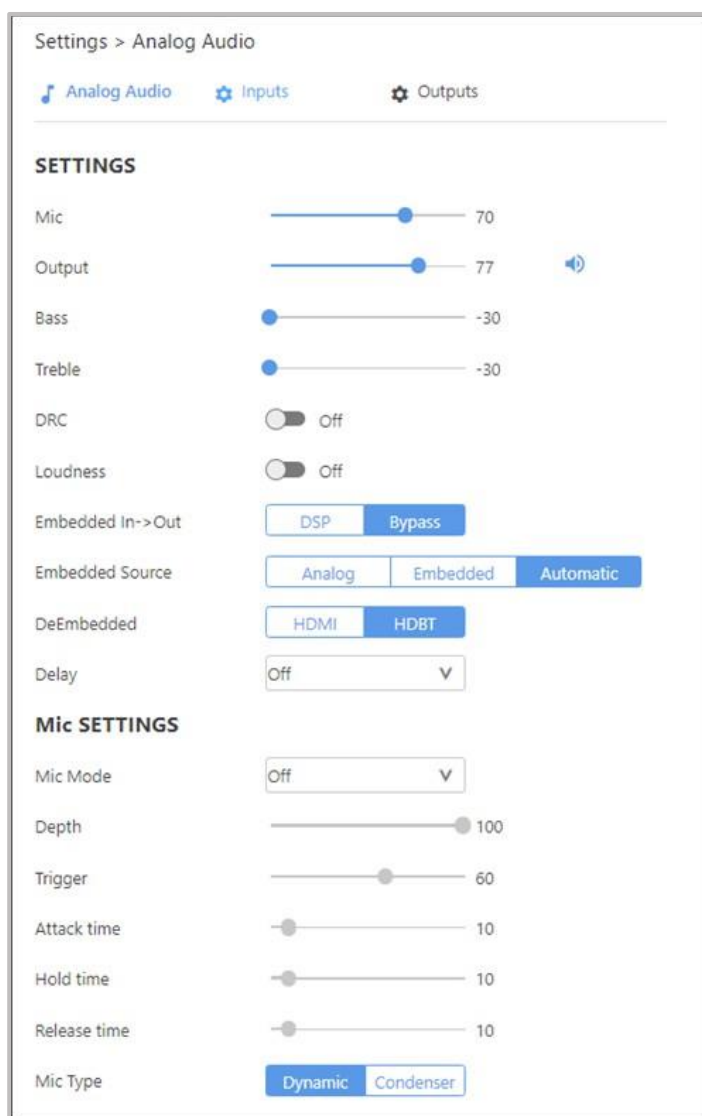 Settings > Analog Audio
Analog Audio Inputs Outputs
SETTINGS
Mic 70
Output 77
Bass -30
Treble -30
DRC Off
Loudness Off
Embedded In->Out DSP Bypass
Embedded Source Analog Embedded Automatic
DeEmbedded HDMI HDBT
Delay Off
Mic SETTINGS
Mic Mode Off
Depth 100
Trigger 60
Attack time 10
Hold time 10
Release time 10
Mic Type Dynamic Condenser